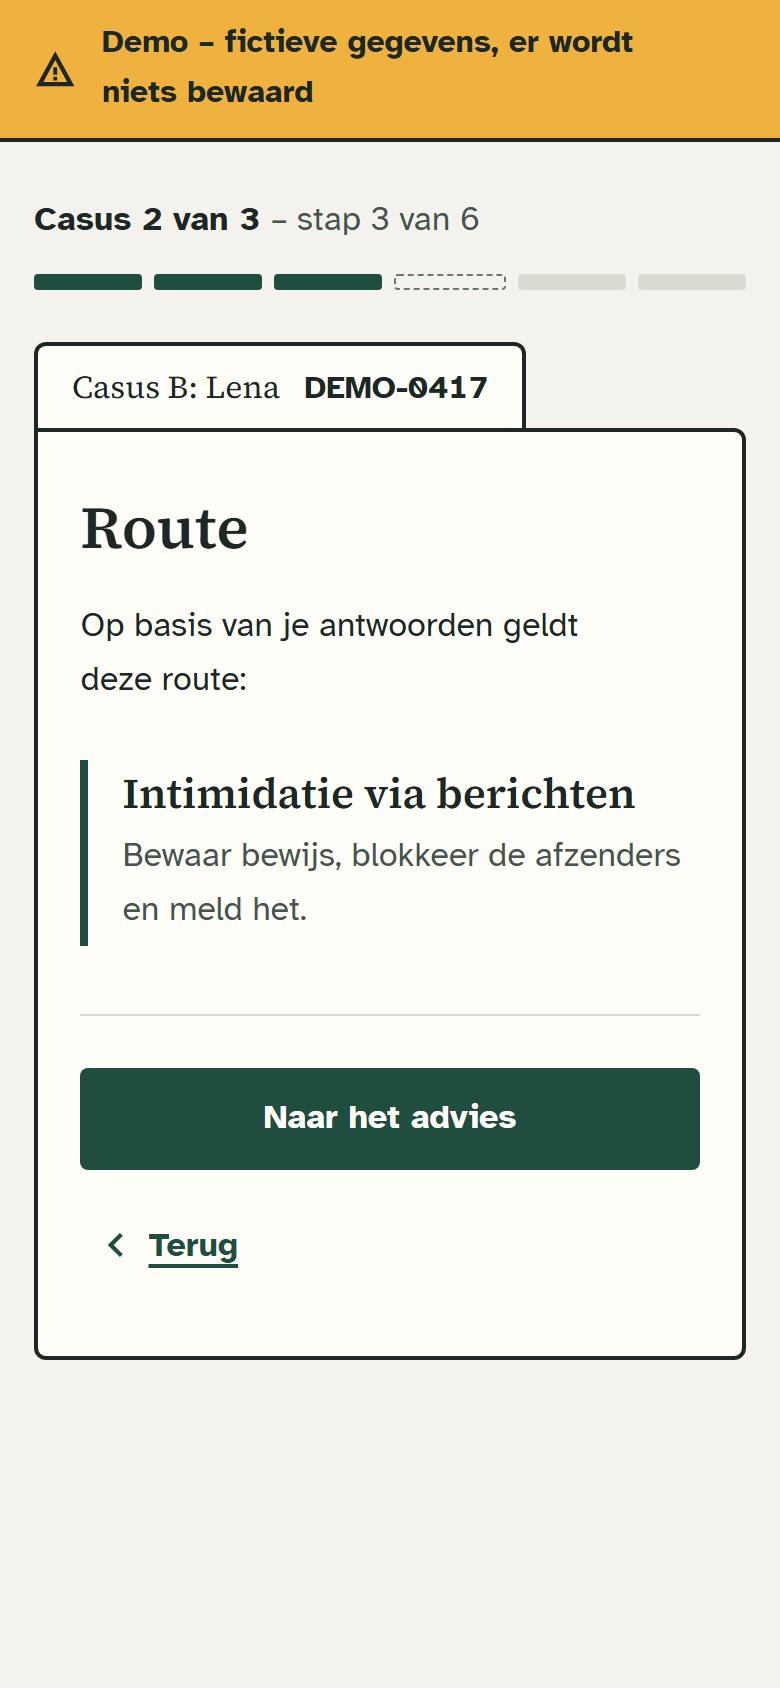 Demo – fictieve gegevens, er wordt
niets bewaard
Casus 2 van 3 – stap 3 van 6
Casus B: Lena DEMO-0417
Route
Op basis van je antwoorden geldt
deze route:
Intimidatie via berichten
Bewaar bewijs, blokkeer de afzenders
en meld het.
Naar het advies
Terug